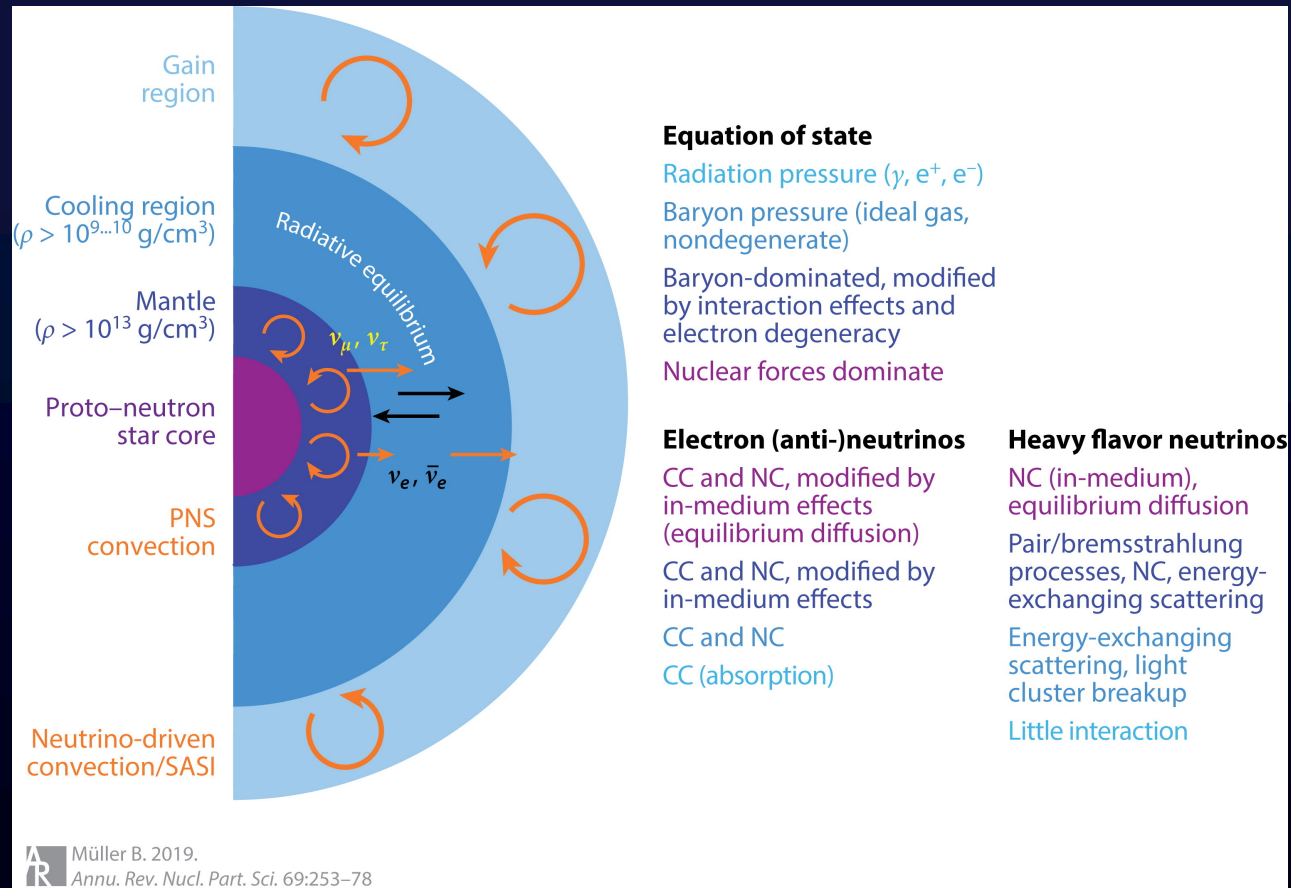 Gain
region
Cooling region
(ρ > 10⁹···¹⁰ g/cm³)
Mantle
(ρ > 10¹³ g/cm³)
Proto–neutron
star core
PNS
convection
Neutrino-driven
convection/SASI
Radiative equilibrium
νμ, ντ
νe, ν̄e
Equation of state
Radiation pressure (γ, e⁺, e⁻)
Baryon pressure (ideal gas,
nondegenerate)
Baryon-dominated, modified
by interaction effects and
electron degeneracy
Nuclear forces dominate
Electron (anti-)neutrinos
CC and NC, modified by
in-medium effects
(equilibrium diffusion)
CC and NC, modified by
in-medium effects
CC and NC
CC (absorption)
Heavy flavor neutrinos
NC (in-medium),
equilibrium diffusion
Pair/bremsstrahlung
processes, NC, energy-
exchanging scattering
Energy-exchanging
scattering, light
cluster breakup
Little interaction
AR
Müller B. 2019.
Annu. Rev. Nucl. Part. Sci. 69:253–78